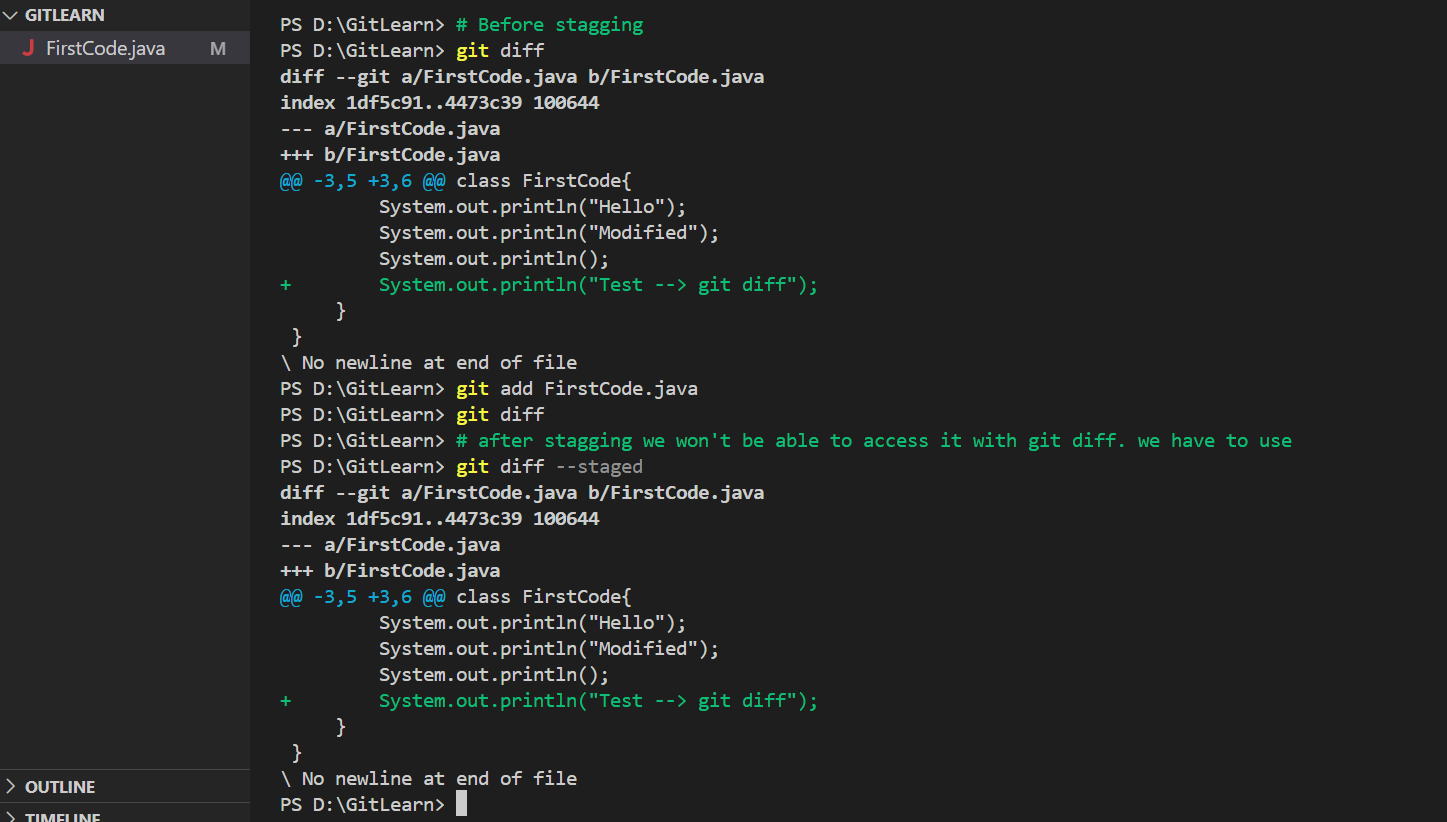 GITLEARN
FirstCode.java M
OUTLINE
TIMELINE
PS D:\GitLearn> # Before stagging
PS D:\GitLearn> git diff
diff --git a/FirstCode.java b/FirstCode.java
index 1df5c91..4473c39 100644
--- a/FirstCode.java
+++ b/FirstCode.java
@@ -3,5 +3,6 @@ class FirstCode{
         System.out.println("Hello");
         System.out.println("Modified");
         System.out.println();
+        System.out.println("Test --> git diff");
     }
 }
\ No newline at end of file
PS D:\GitLearn> git add FirstCode.java
PS D:\GitLearn> git diff
PS D:\GitLearn> # after stagging we won't be able to access it with git diff. we have to use
PS D:\GitLearn> git diff --staged
diff --git a/FirstCode.java b/FirstCode.java
index 1df5c91..4473c39 100644
--- a/FirstCode.java
+++ b/FirstCode.java
@@ -3,5 +3,6 @@ class FirstCode{
         System.out.println("Hello");
         System.out.println("Modified");
         System.out.println();
+        System.out.println("Test --> git diff");
     }
 }
\ No newline at end of file
PS D:\GitLearn>